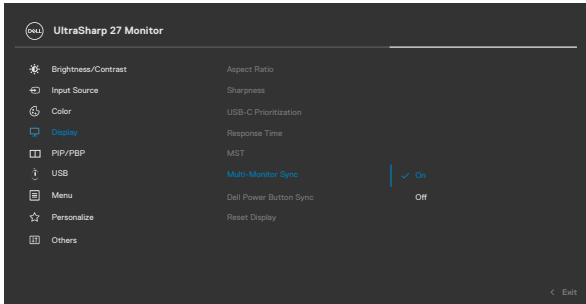 DELL UltraSharp 27 Monitor
Brightness/Contrast Aspect Ratio
Input Source Sharpness
Color USB-C Prioritization
Display Response Time
PIP/PBP MST
USB Multi-Monitor Sync On
Menu Dell Power Button Sync Off
Personalize Reset Display
Others
Exit